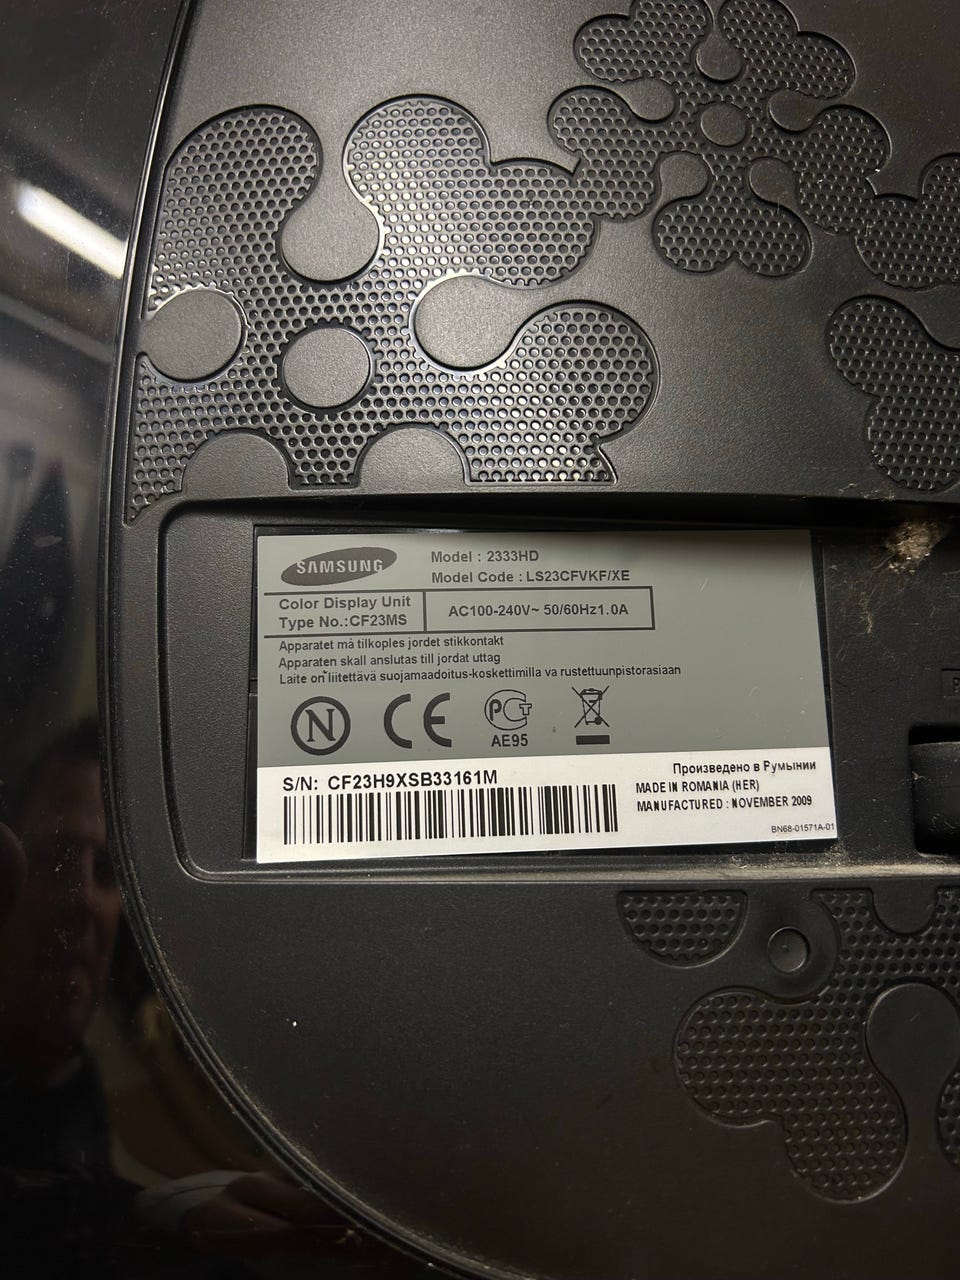 SAMSUNG
Model : 2333HD
Model Code : LS23CFVKF/XE
Color Display Unit
Type No.:CF23MS
AC100-240V~ 50/60Hz1.0A
Apparatet må tilkoples jordet stikkontakt
Apparaten skall anslutas till jordat uttag
Laite on liitettävä suojamaadoitus-koskettimilla va rustettuunpistorasiaan
N
CE
PCT
AE95
S/N: CF23H9XSB33161M
Произведено в Румынии
MADE IN ROMANIA (HER)
MANUFACTURED : NOVEMBER 2009
BN68-01571A-01